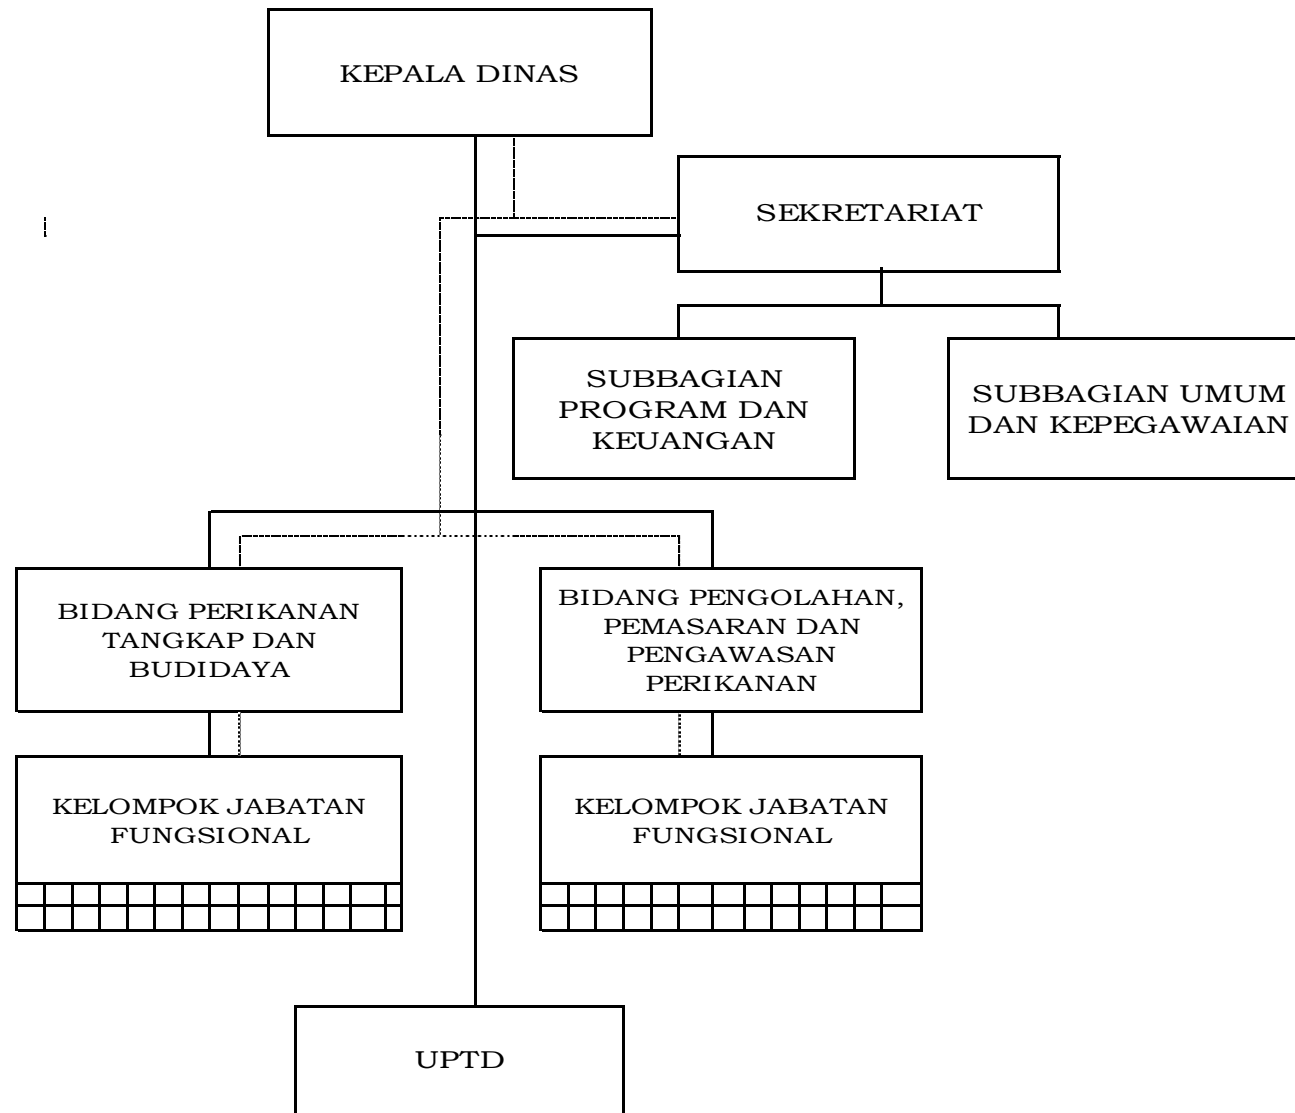 KEPALA DINAS
SEKRETARIAT
SUBBAGIAN
PROGRAM DAN
KEUANGAN
SUBBAGIAN UMUM
DAN KEPEGAWAIAN
BIDANG PERIKANAN
TANGKAP DAN
BUDIDAYA
BIDANG PENGOLAHAN,
PEMASARAN DAN
PENGAWASAN
PERIKANAN
KELOMPOK JABATAN
FUNGSIONAL
KELOMPOK JABATAN
FUNGSIONAL
UPTD